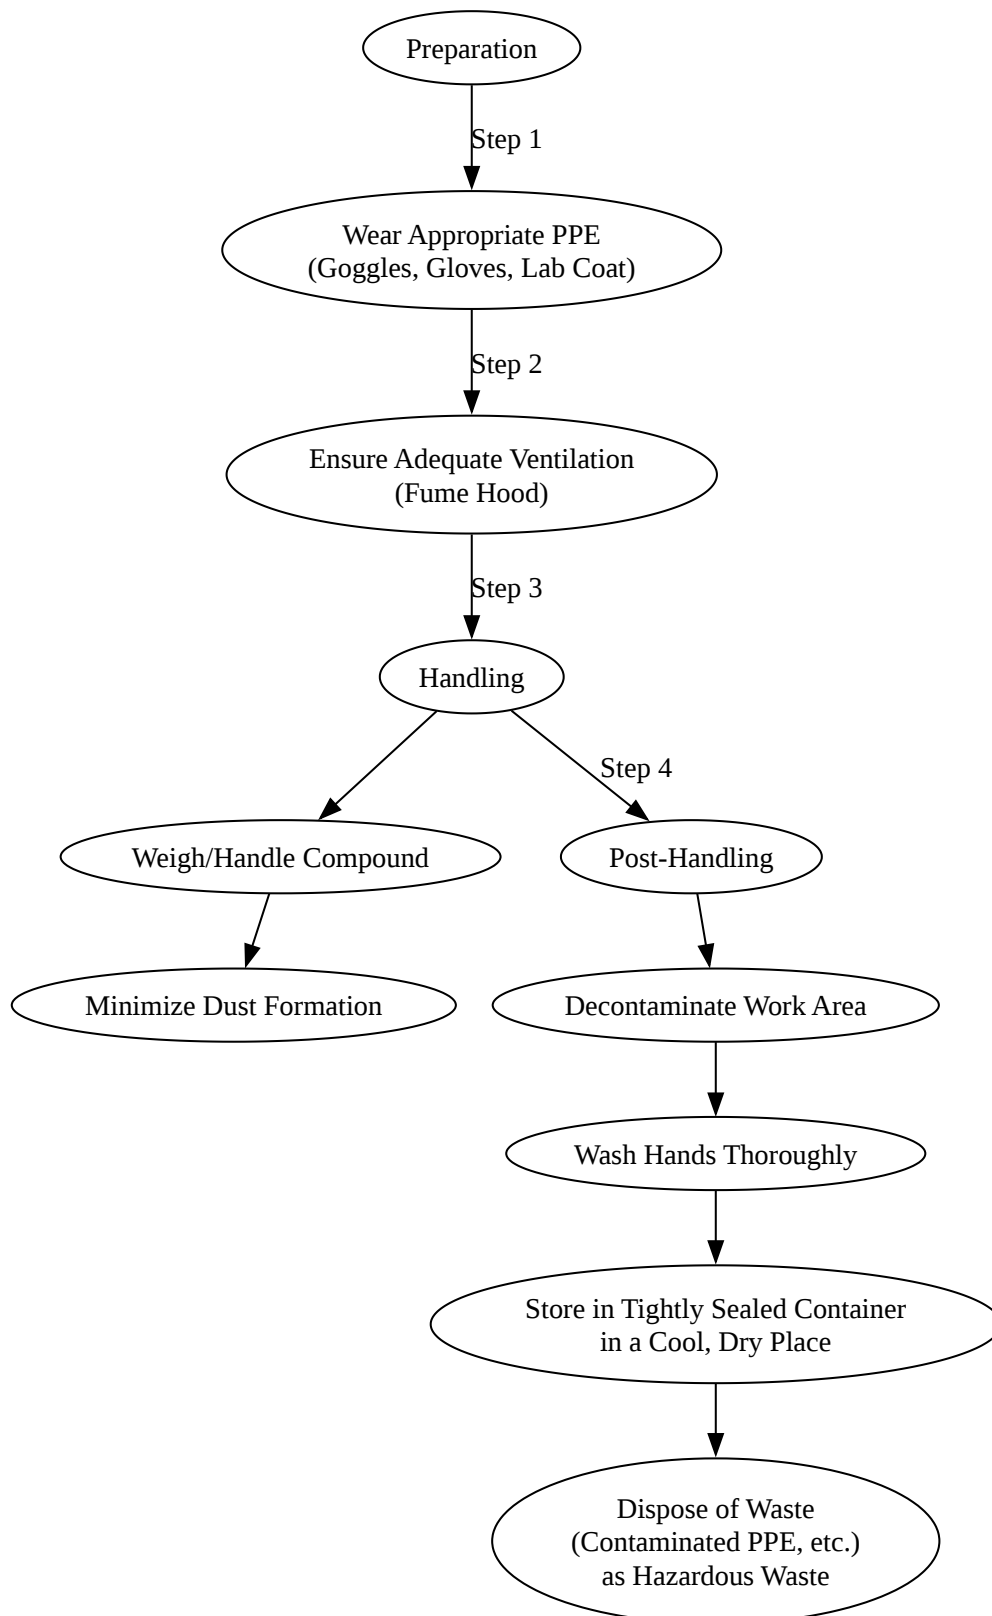 Preparation
Step 1
Wear Appropriate PPE
(Goggles, Gloves, Lab Coat)
Step 2
Ensure Adequate Ventilation
(Fume Hood)
Step 3
Handling
Step 4
Weigh/Handle Compound
Post-Handling
Minimize Dust Formation
Decontaminate Work Area
Wash Hands Thoroughly
Store in Tightly Sealed Container
in a Cool, Dry Place
Dispose of Waste
(Contaminated PPE, etc.)
as Hazardous Waste